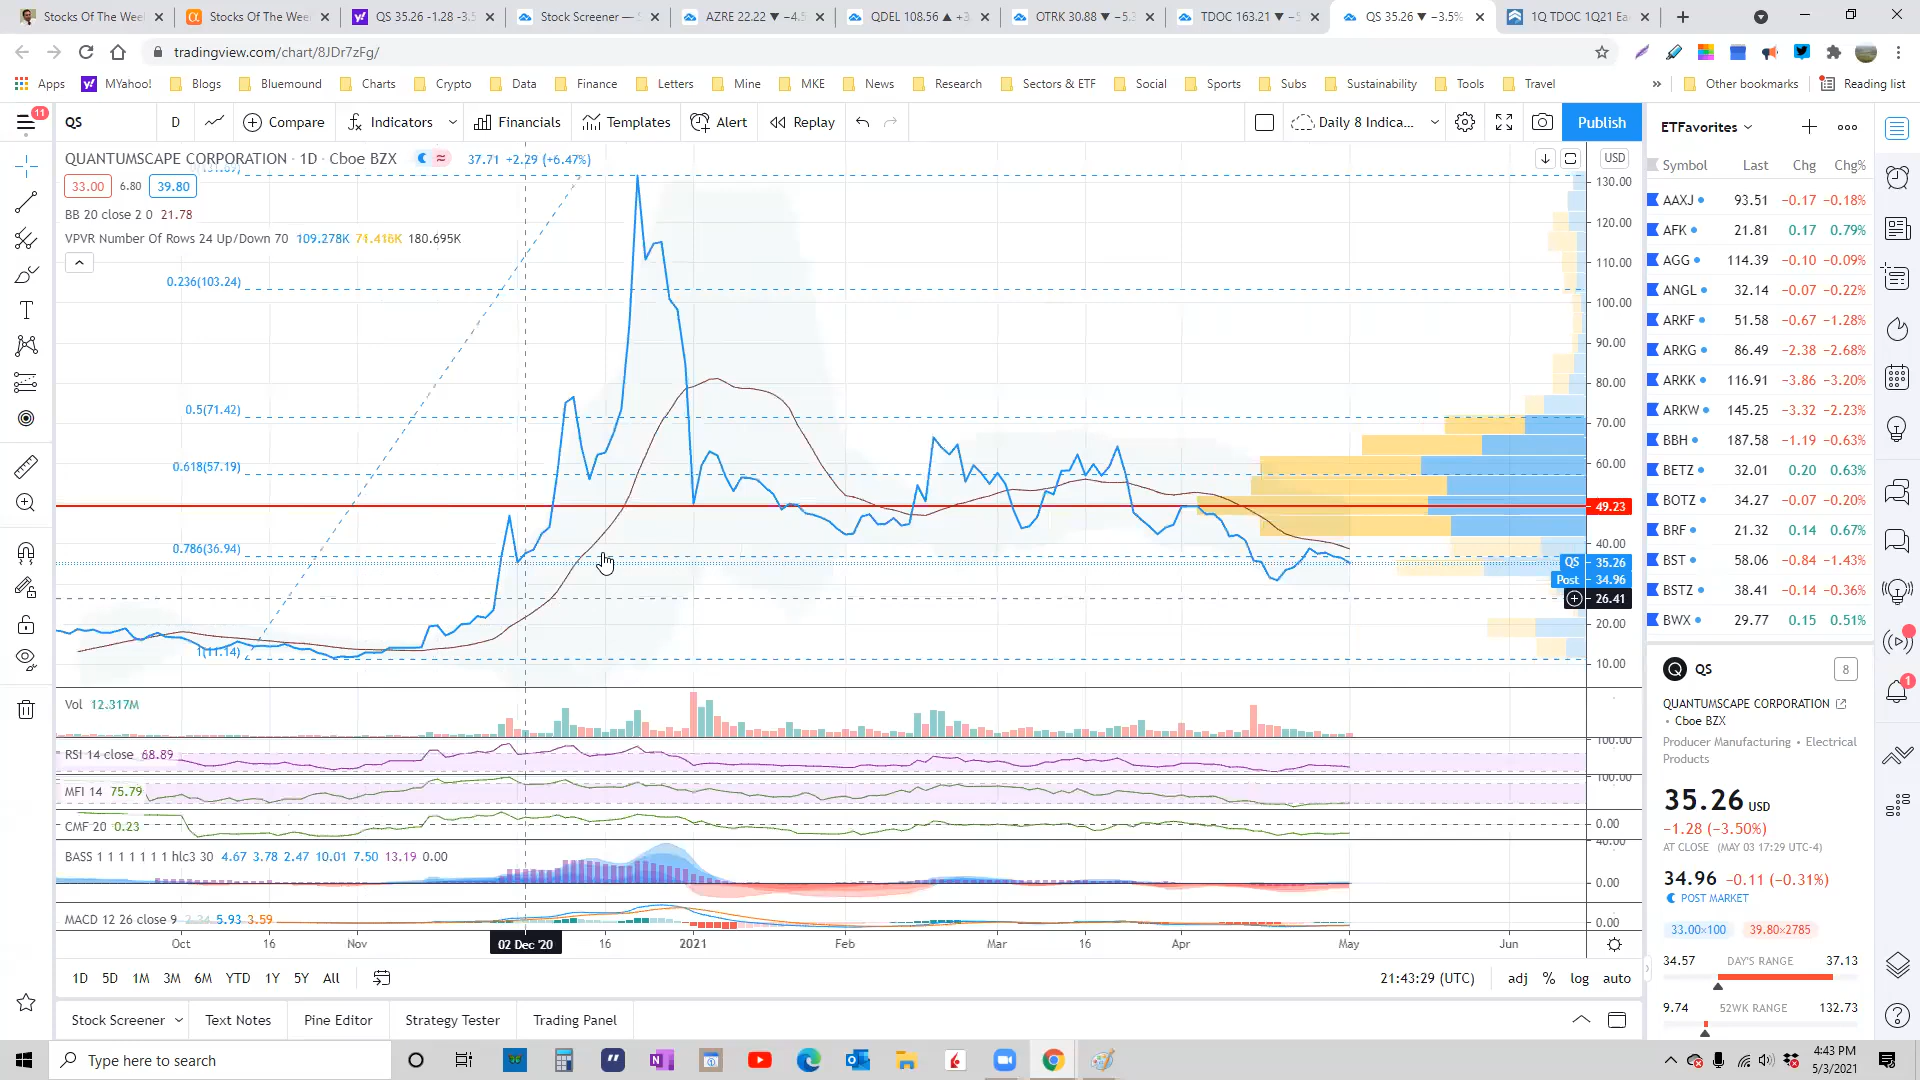 Stocks Of The Week
Stocks Of The Wee
QS 35.26 -1.28 -3.5
Stock Screener — S
AZRE 22.22 ▼ −4.5
QDEL 108.56 ▲ +3
OTRK 30.88 ▼ −5.3
TDOC 163.21 ▼ −5
QS 35.26 ▼ −3.5%
1Q TDOC 1Q21 Ea
tradingview.com/chart/8JDr7zFg/
Apps
MYahoo!
Blogs
Bluemound
Charts
Crypto
Data
Finance
Letters
Mine
MKE
News
Research
Sectors & ETF
Social
Sports
Subs
Sustainability
Tools
Travel
»
Other bookmarks
Reading list
11
QS
D
Compare
Indicators
Financials
Templates
Alert
Replay
Daily 8 Indica...
Publish
QUANTUMSCAPE CORPORATION · 1D · Cboe BZX
37.71 +2.29 (+6.47%)
33.00 6.80 39.80
BB 20 close 2 0 21.78
VPVR Number Of Rows 24 Up/Down 70 109.278K 71.416K 180.695K
0.236(103.24)
0.5(71.42)
0.618(57.19)
0.786(36.94)
1(11.14)
USD
130.00
120.00
110.00
100.00
90.00
80.00
70.00
60.00
49.23
40.00
QS 35.26
Post 34.96
26.41
20.00
10.00
Vol 12.317M
RSI 14 close 68.89
100.00
MFI 14 75.79
100.00
CMF 20 0.23
0.00
BASS 1 1 1 1 1 1 1 hlc3 30 4.67 3.78 2.47 10.01 7.50 13.19 0.00
40.00
0.00
MACD 12 26 close 9 2.34 5.93 3.59
0.00
Oct
16
Nov
02 Dec '20
16
2021
Feb
Mar
16
Apr
May
Jun
1D 5D 1M 3M 6M YTD 1Y 5Y All
21:43:29 (UTC)
adj % log auto
Stock Screener
Text Notes
Pine Editor
Strategy Tester
Trading Panel
ETFavorites
Symbol Last Chg Chg%
AAXJ 93.51 −0.17 −0.18%
AFK 21.81 0.17 0.79%
AGG 114.39 −0.10 −0.09%
ANGL 32.14 −0.07 −0.22%
ARKF 51.58 −0.67 −1.28%
ARKG 86.49 −2.38 −2.68%
ARKK 116.91 −3.86 −3.20%
ARKW 145.25 −3.32 −2.23%
BBH 187.58 −1.19 −0.63%
BETZ 32.01 0.20 0.63%
BOTZ 34.27 −0.07 −0.20%
BRF 21.32 0.14 0.67%
BST 58.06 −0.84 −1.43%
BSTZ 38.41 −0.14 −0.36%
BWX 29.77 0.15 0.51%
QS
8
QUANTUMSCAPE CORPORATION
• Cboe BZX
Producer Manufacturing • Electrical
Products
35.26 USD
−1.28 (−3.50%)
AT CLOSE (MAY 03 17:29 UTC-4)
34.96 −0.11 (−0.31%)
POST MARKET
33.00×100 39.80×2785
34.57 DAY'S RANGE 37.13
9.74 52WK RANGE 132.73
1
Type here to search
4:43 PM
5/3/2021